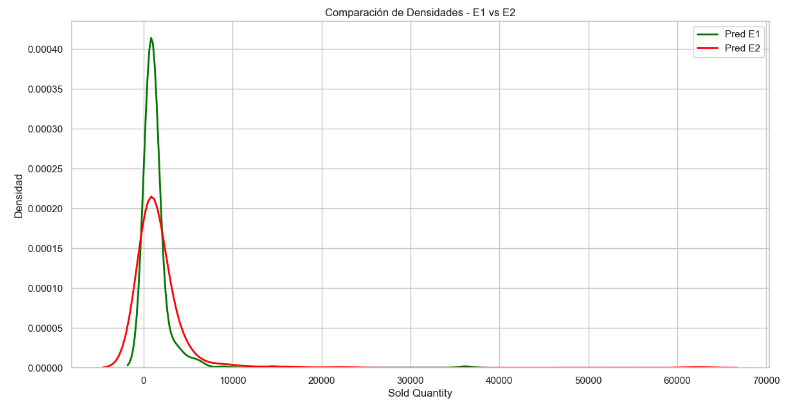 Comparación de Densidades - E1 vs E2
Pred E1
Pred E2
Densidad
0.00040
0.00035
0.00030
0.00025
0.00020
0.00015
0.00010
0.00005
0.00000
0 10000 20000 30000 40000 50000 60000 70000
Sold Quantity